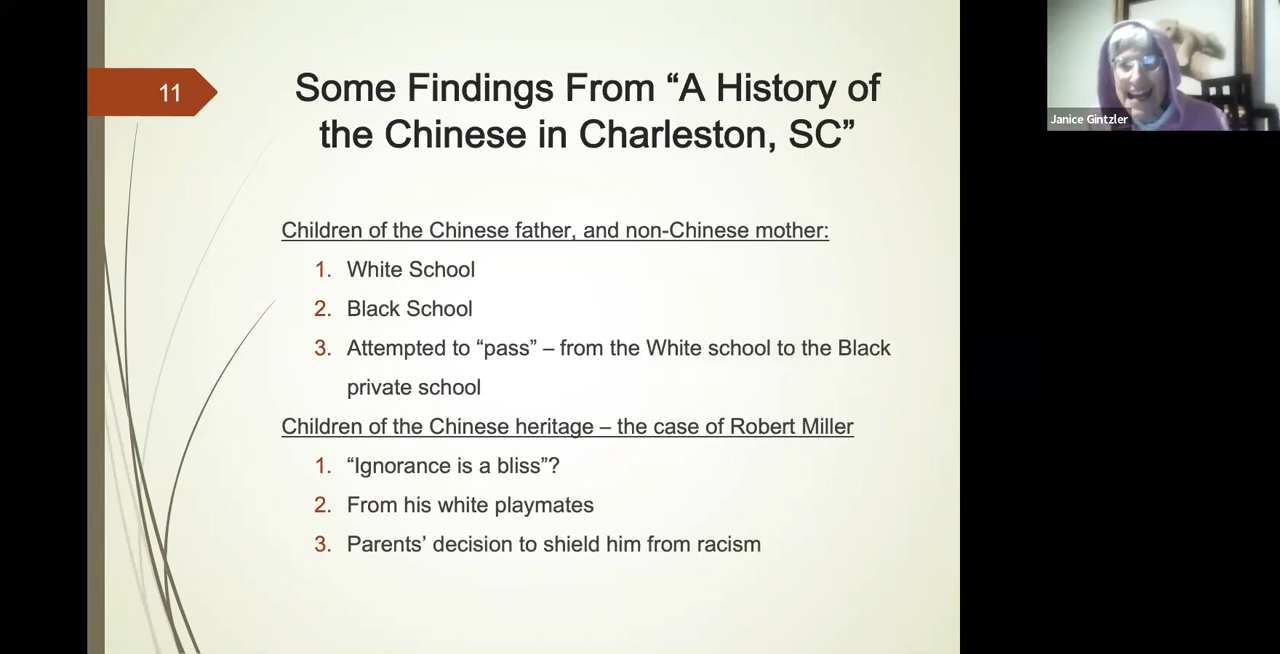 11
Some Findings From “A History of
the Chinese in Charleston, SC”
Children of the Chinese father, and non-Chinese mother:
1. White School
2. Black School
3. Attempted to “pass” – from the White school to the Black
private school
Children of the Chinese heritage – the case of Robert Miller
1. “Ignorance is a bliss”?
2. From his white playmates
3. Parents’ decision to shield him from racism
Janice Gintzler